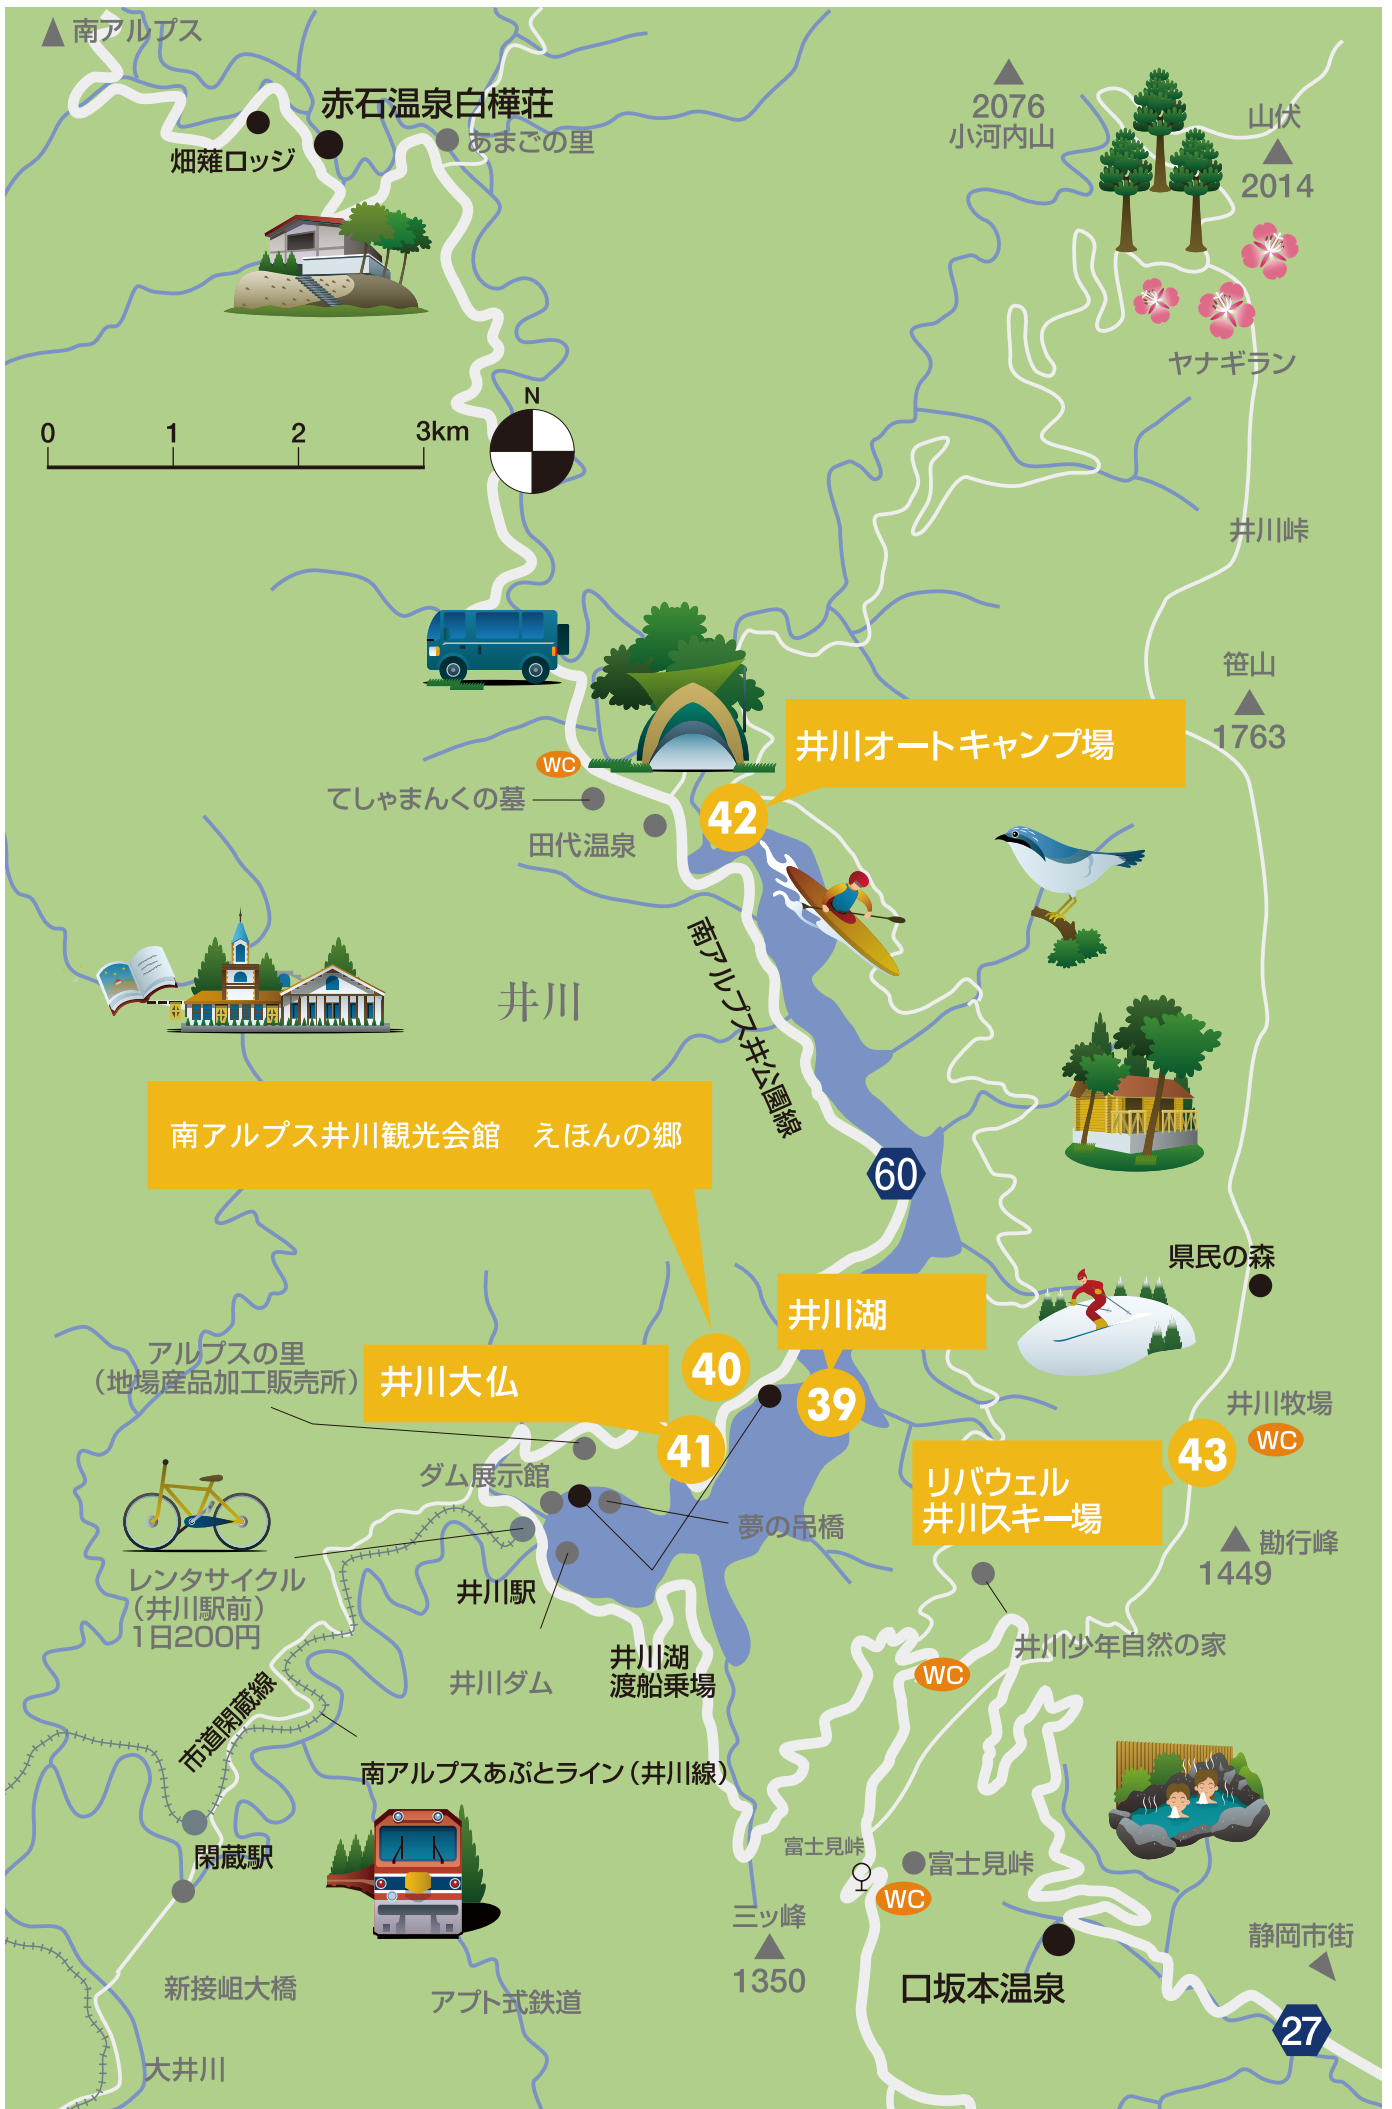 南アルプス
赤石温泉白樺荘
あまごの里
畑薙ロッジ
2076
小河内山
山伏
2014
ヤナギラン
0 1 2 3km
N
井川峠
笹山
1763
井川オートキャンプ場
WC
てしゃまんくの墓
42
田代温泉
南アルプス井公園線
井川
南アルプス井川観光会館　えほんの郷
60
県民の森
井川湖
アルプスの里
（地場産品加工販売所）
井川大仏
40
39
41
井川牧場
WC
43
リバウェル
井川スキー場
ダム展示館
夢の吊橋
勘行峰
1449
レンタサイクル
（井川駅前）
1日200円
井川駅
井川湖
渡船乗場
井川少年自然の家
WC
井川ダム
市道閑蔵線
南アルプスあぷとライン（井川線）
閑蔵駅
富士見峠
富士見峠
WC
三ッ峰
1350
口坂本温泉
静岡市街
27
新接岨大橋
アプト式鉄道
大井川